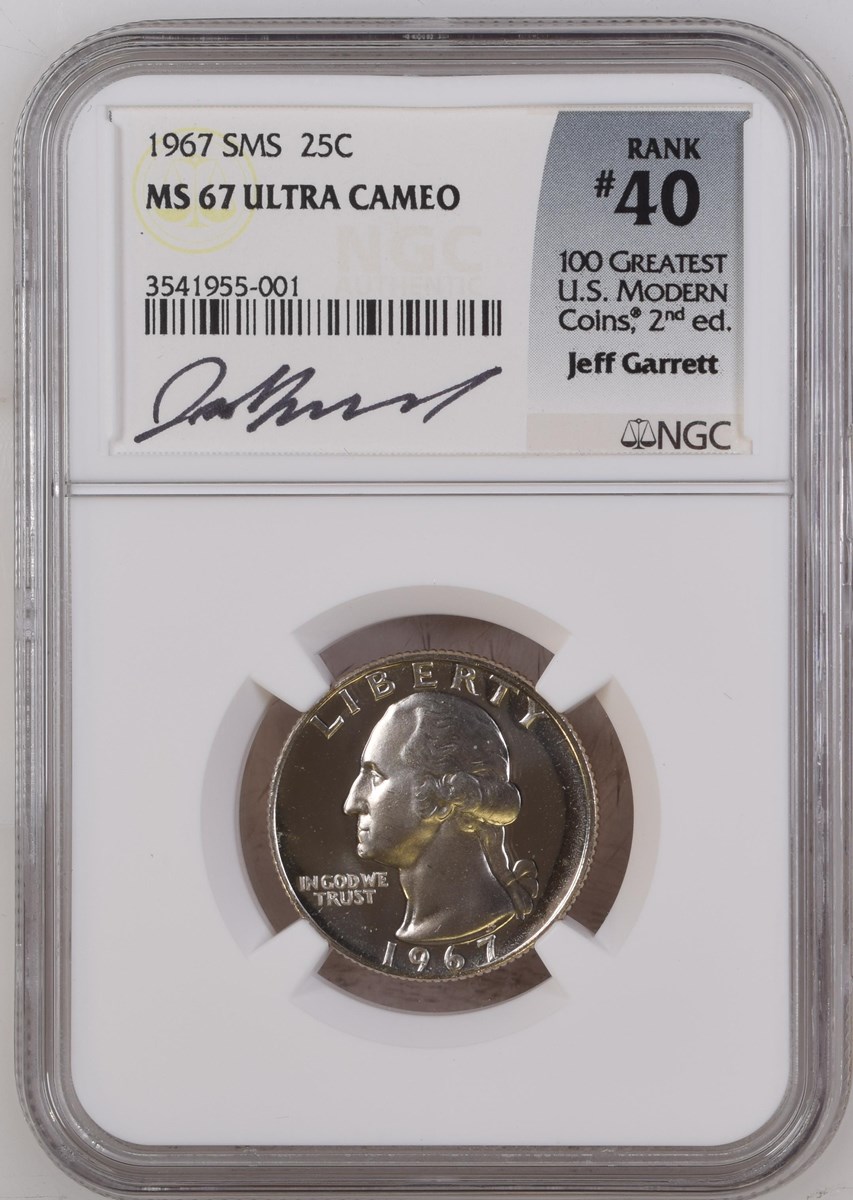 1967 SMS 25C
MS 67 ULTRA CAMEO
NGC
AUTHENTIC
3541955-001
RANK
#40
100 GREATEST
U.S. MODERN
COINS,® 2nd ed.
Jeff Garrett
NGC
LIBERTY
IN GOD WE
TRUST
1967